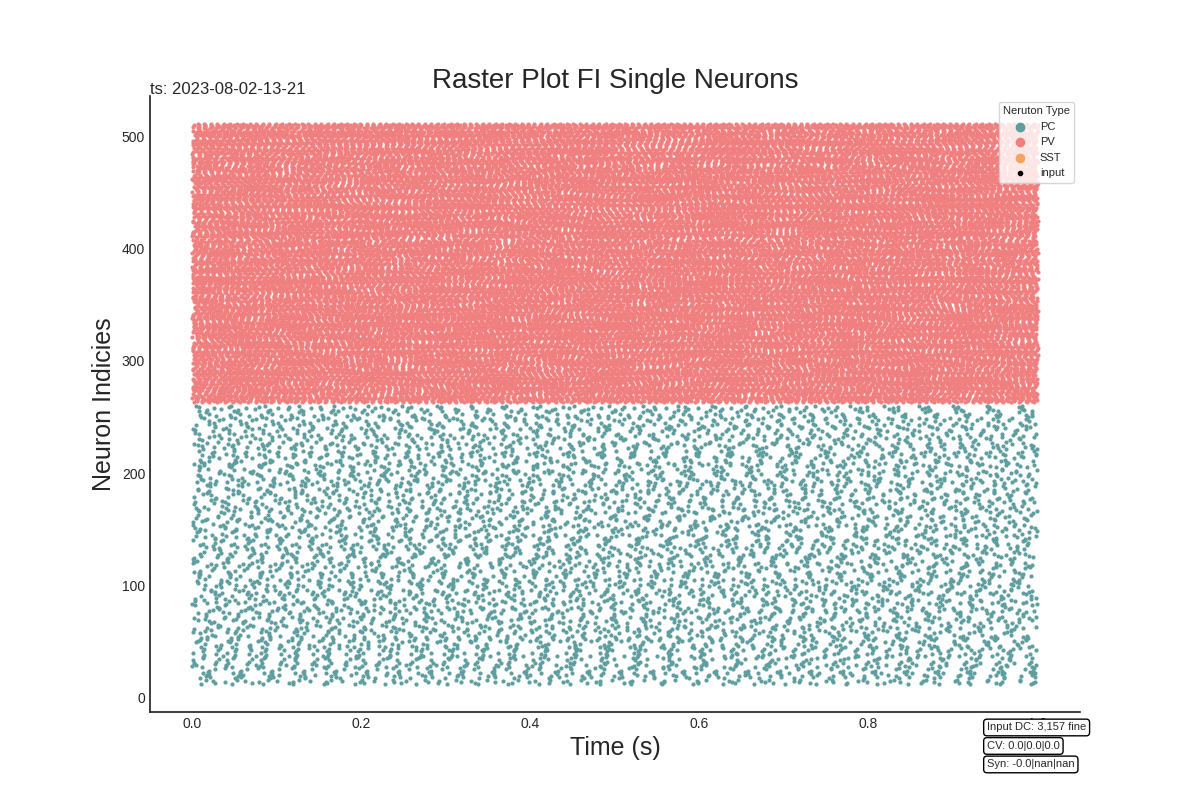 Raster Plot FI Single Neurons
ts: 2023-08-02-13-21
Neruton Type
PC
PV
SST
input
500
400
300
200
100
0
Neuron Indicies
0.0 0.2 0.4 0.6 0.8
Time (s)
Input DC: 3,157 fine
CV: 0.0|0.0|0.0
Syn: -0.0|nan|nan